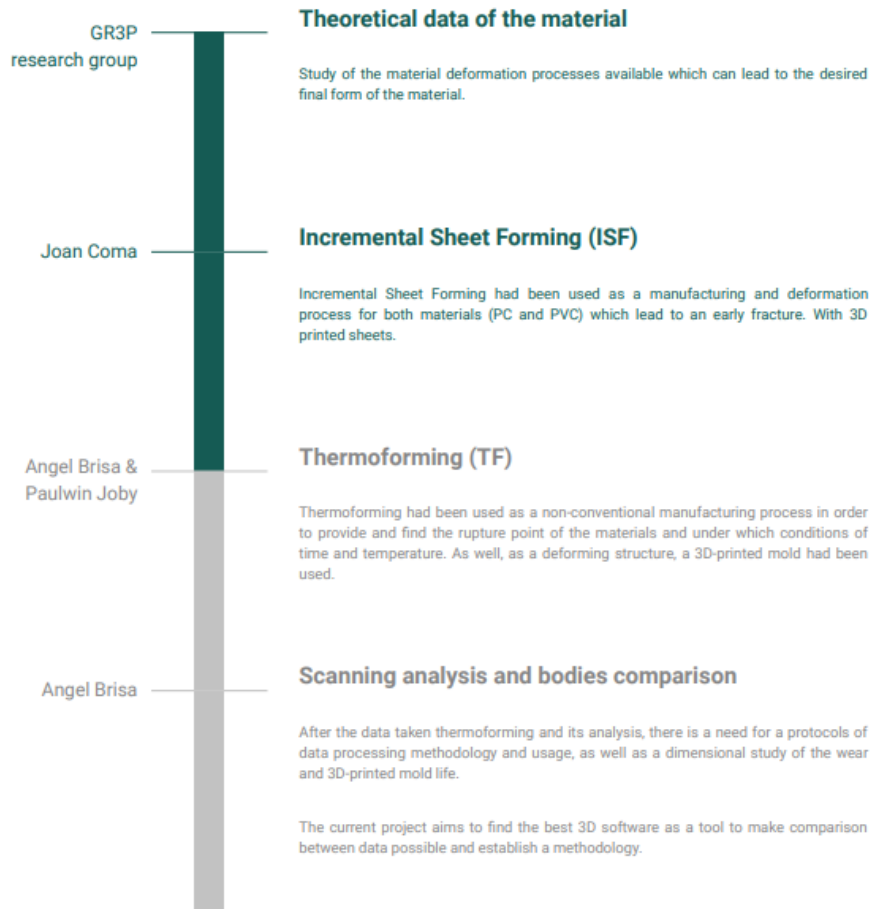 GR3P
research group
Theoretical data of the material
Study of the material deformation processes available which can lead to the desired
final form of the material.
Joan Coma
Incremental Sheet Forming (ISF)
Incremental Sheet Forming had been used as a manufacturing and deformation
process for both materials (PC and PVC) which lead to an early fracture. With 3D
printed sheets.
Angel Brisa &
Paulwin Joby
Thermoforming (TF)
Thermoforming had been used as a non-conventional manufacturing process in order
to provide and find the rupture point of the materials and under which conditions of
time and temperature. As well, as a deforming structure, a 3D-printed mold had been
used.
Angel Brisa
Scanning analysis and bodies comparison
After the data taken thermoforming and its analysis, there is a need for a protocols of
data processing methodology and usage, as well as a dimensional study of the wear
and 3D-printed mold life.
The current project aims to find the best 3D software as a tool to make comparison
between data possible and establish a methodology.